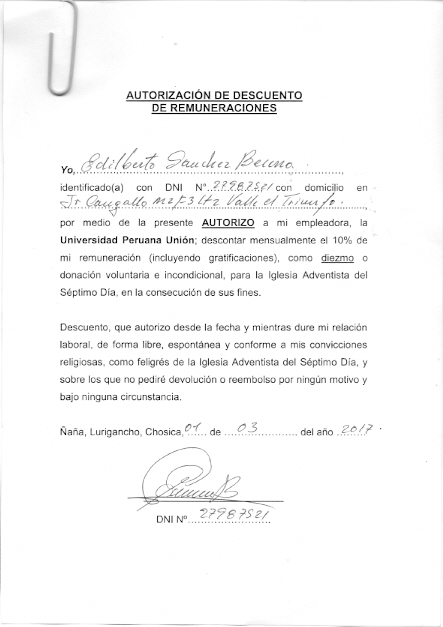 AUTORIZACIÓN DE DESCUENTO
DE REMUNERACIONES
Yo, Edilberto Sanchez
identificado(a) con DNI N° 27987521 con domicilio en
Jr Cangallo Mz F3 Lt 2 Valle el Triunfo.
por medio de la presente AUTORIZO a mi empleadora, la
Universidad Peruana Unión; descontar mensualmente el 10% de
mi remuneración (incluyendo gratificaciones), como diezmo o
donación voluntaria e incondicional, para la Iglesia Adventista del
Séptimo Día, en la consecución de sus fines.
Descuento, que autorizo desde la fecha y mientras dure mi relación
laboral, de forma libre, espontánea y conforme a mis convicciones
religiosas, como feligrés de la Iglesia Adventista del Séptimo Día, y
sobre los que no pediré devolución o reembolso por ningún motivo y
bajo ninguna circunstancia.
Ñaña, Lurigancho, Chosica, 01 de 03 del año 2017.
DNI N° 27987521